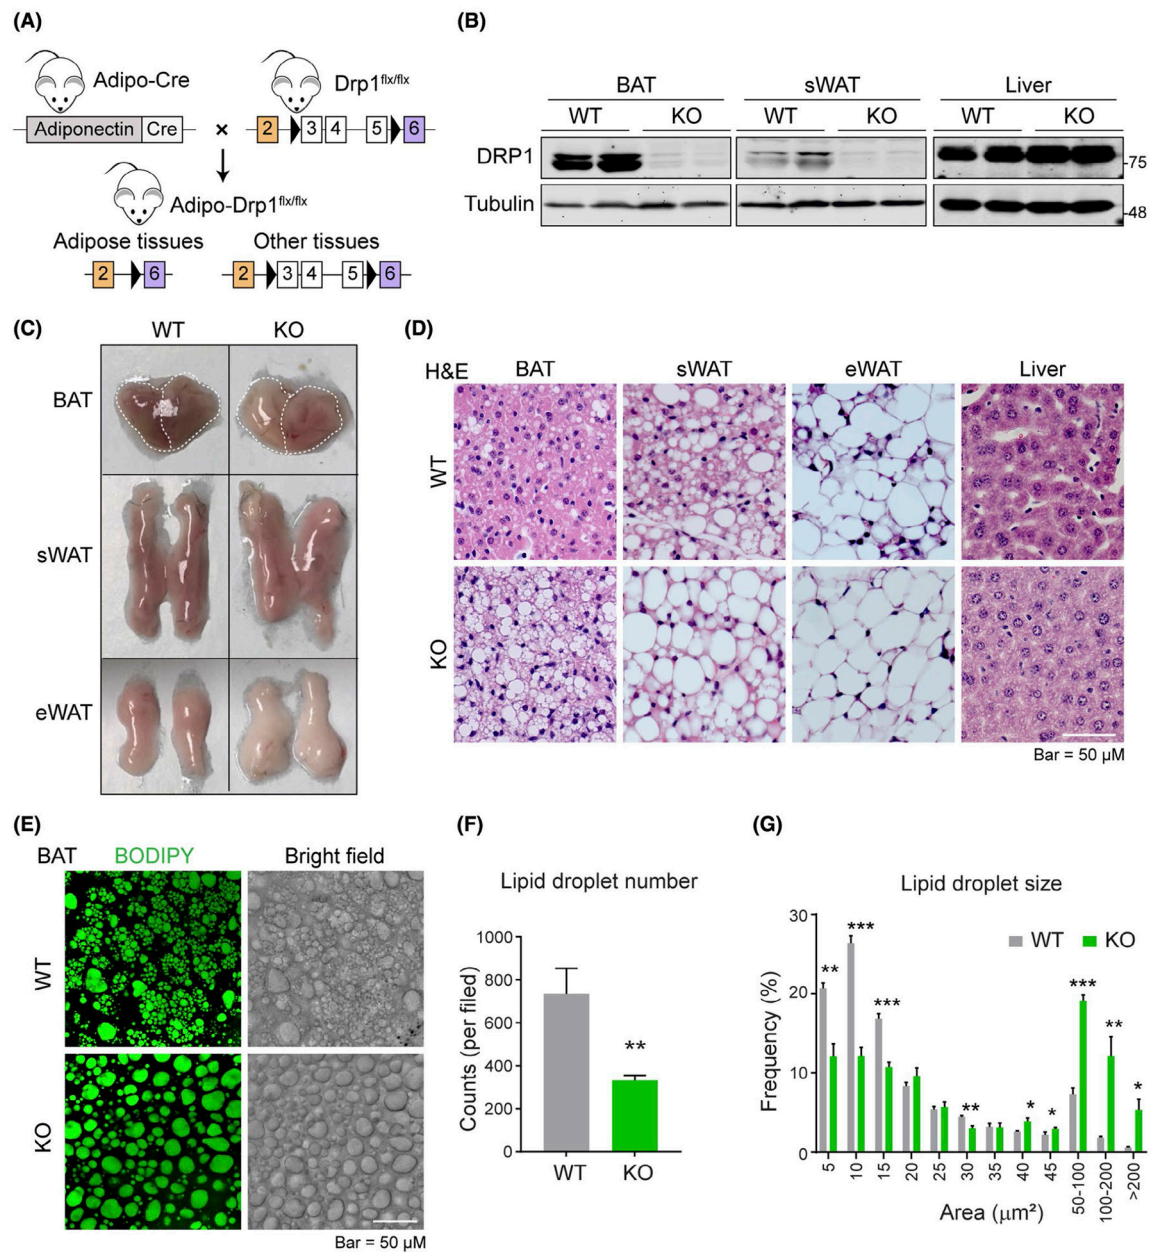 (A)
Adipo-Cre
Drp1flx/flx
Adiponectin Cre × 2 3 4 5 6
Adipo-Drp1flx/flx
Adipose tissues Other tissues
2 6 2 3 4 5 6
(B)
BAT sWAT Liver
WT KO WT KO WT KO
DRP1 -75
Tubulin -48
(C)
WT KO
BAT
sWAT
eWAT
(D)
H&E BAT sWAT eWAT Liver
WT
KO
Bar = 50 µM
(E)
BAT BODIPY Bright field
WT
KO
Bar = 50 µM
(F)
Lipid droplet number
Counts (per filed)
1000
800
600
400
200
0
**
WT KO
(G)
Lipid droplet size
WT KO
Frequency (%)
30
20
10
0
** *** *** ** * * *** ** *
5 10 15 20 25 30 35 40 45 50-100 100-200 >200
Area (µm²)